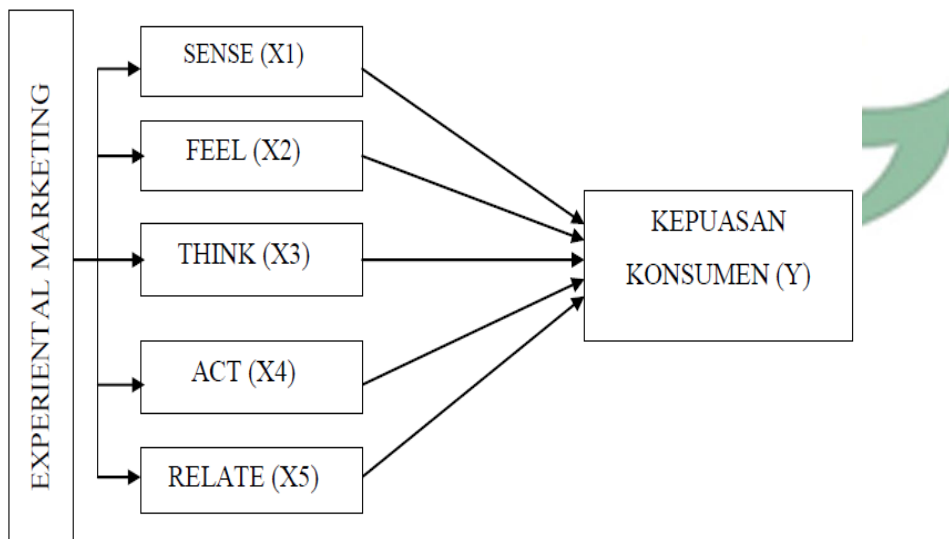 EXPERIENTAL MARKETING
SENSE (X1)
FEEL (X2)
THINK (X3)
ACT (X4)
RELATE (X5)
KEPUASAN
KONSUMEN (Y)